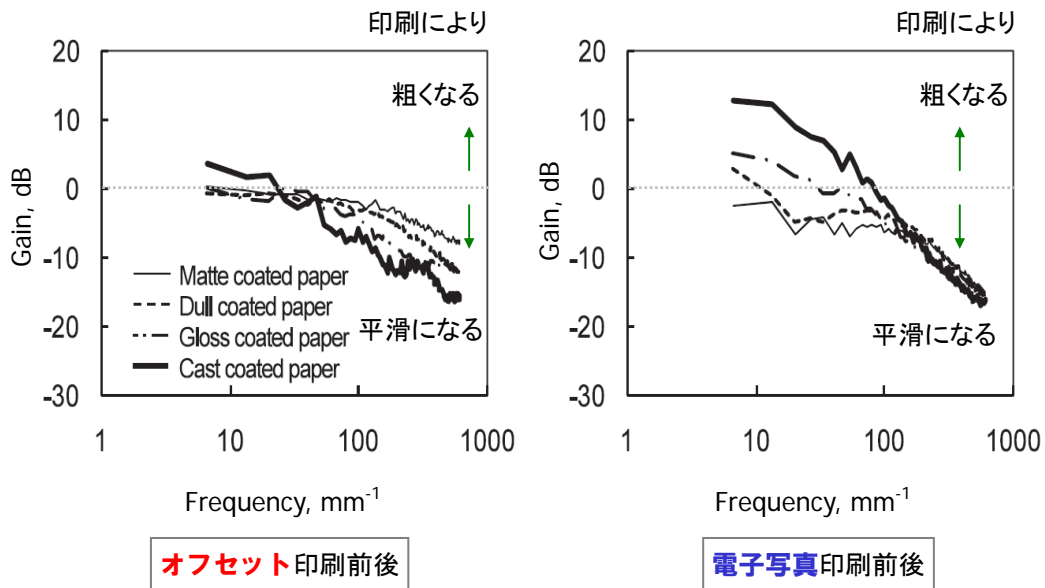 印刷により
20
10
0
-10
-20
-30
Gain, dB
粗くなる
平滑になる
Matte coated paper
Dull coated paper
Gloss coated paper
Cast coated paper
1
10
100
1000
Frequency, mm-1
オフセット印刷前後
印刷により
20
10
0
-10
-20
-30
Gain, dB
粗くなる
平滑になる
1
10
100
1000
Frequency, mm-1
電子写真印刷前後